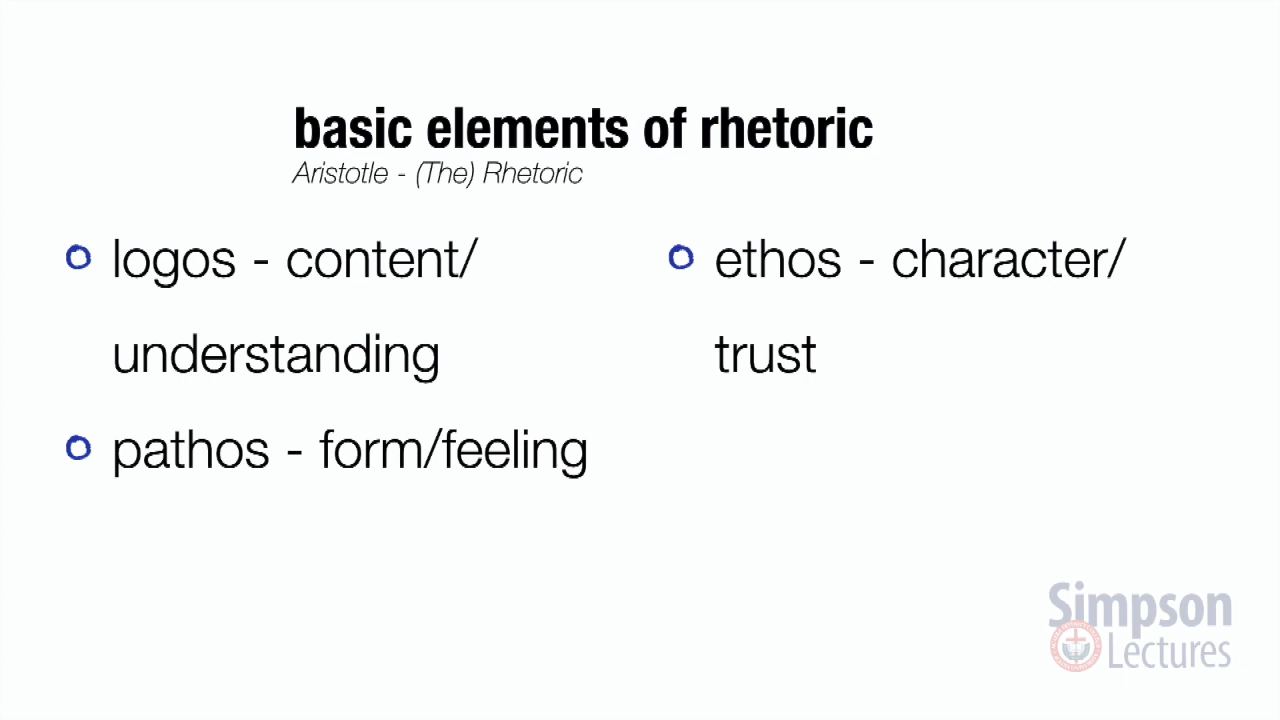 basic elements of rhetoric
Aristotle - (The) Rhetoric
logos - content/
understanding
pathos - form/feeling
ethos - character/
trust
Simpson
Lectures